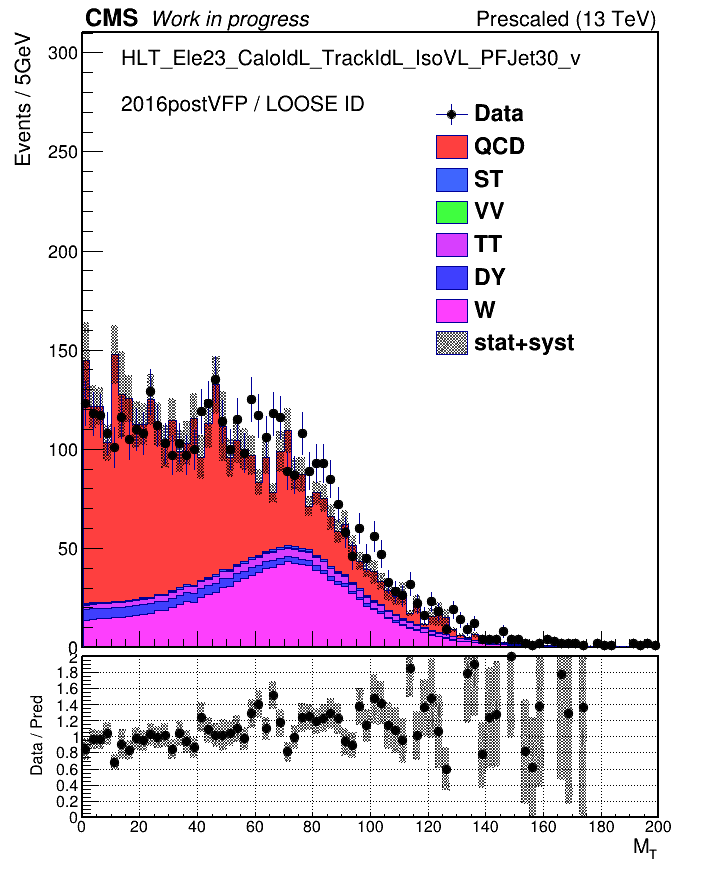 CMS Work in progress Prescaled (13 TeV)
Events / 5GeV
HLT_Ele23_CaloIdL_TrackIdL_IsoVL_PFJet30_v
2016postVFP / LOOSE ID
Data
QCD
ST
VV
TT
DY
W
stat+syst
300
250
200
150
100
50
0
Data / Pred
2
1.8
1.6
1.4
1.2
1
0.8
0.6
0.4
0.2
0
0 20 40 60 80 100 120 140 160 180 200
M_T